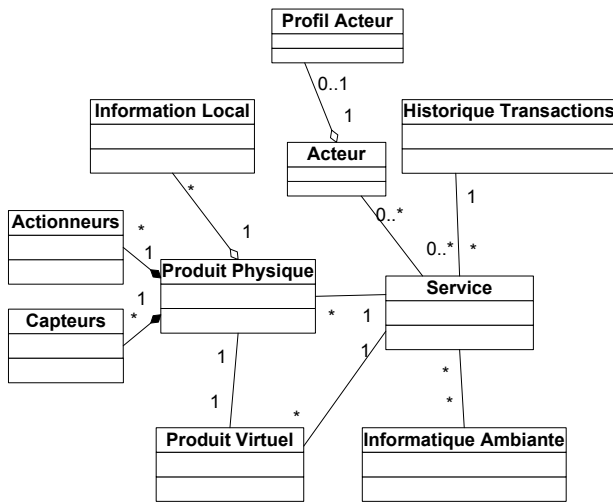 Profil Acteur
0..1
1
Information Local
Acteur
Historique Transactions
*
0..*
1
Actionneurs
*
1
1
0..*
*
Produit Physique
Service
1
*
Capteurs
*
1
1
1
*
*
1
*
Produit Virtuel
Informatique Ambiante